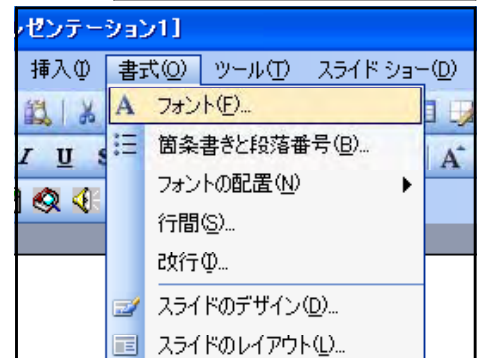 レゼンテーション1]
挿入(I) 書式(O) ツール(T) スライド ショー(D)
A フォント(F)...
I U S 箇条書きと段落番号(B)... A
フォントの配置(N)
行間(S)...
改行(I)...
スライドのデザイン(D)...
スライドのレイアウト(L)...